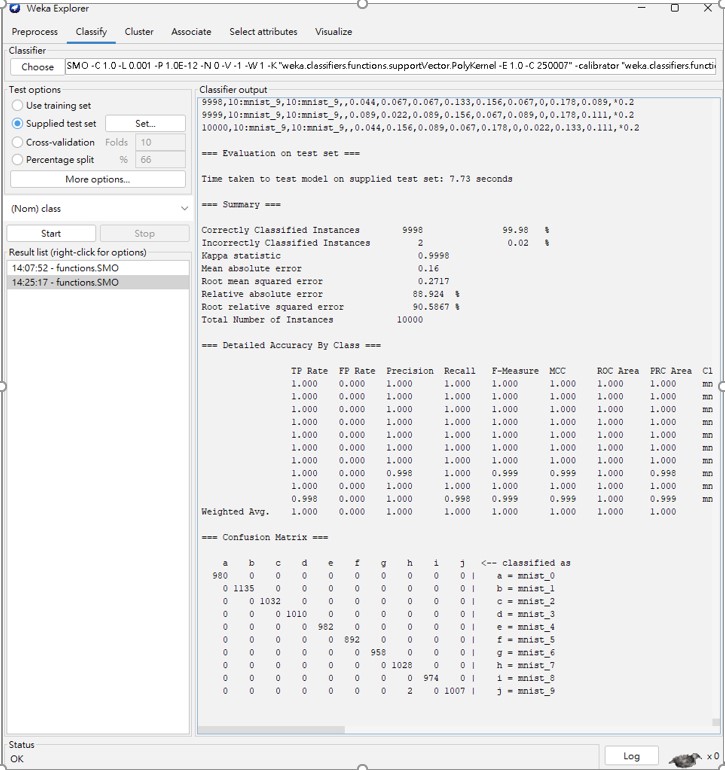 Weka Explorer
Preprocess Classify Cluster Associate Select attributes Visualize
Classifier
Choose SMO -C 1.0 -L 0.001 -P 1.0E-12 -N 0 -V -1 -W 1 -K "weka.classifiers.functions.supportVector.PolyKernel -E 1.0 -C 250007" -calibrator "weka.classifiers.functi
Test options
Use training set
Supplied test set Set...
Cross-validation Folds 10
Percentage split % 66
More options...
(Nom) class
Start Stop
Result list (right-click for options)
14:07:52 - functions.SMO
14:25:17 - functions.SMO
Classifier output
9998,10:mnist_9,10:mnist_9,,0.044,0.067,0.067,0.133,0.156,0.067,0,0.178,0.089,*0.2
9999,10:mnist_9,10:mnist_9,,0.089,0.022,0.089,0.156,0.067,0.089,0,0.178,0.111,*0.2
10000,10:mnist_9,10:mnist_9,,0.044,0.156,0.089,0.067,0.178,0,0.022,0.133,0.111,*0.2
=== Evaluation on test set ===
Time taken to test model on supplied test set: 7.73 seconds
=== Summary ===
Correctly Classified Instances 9998 99.98 %
Incorrectly Classified Instances 2 0.02 %
Kappa statistic 0.9998
Mean absolute error 0.16
Root mean squared error 0.2717
Relative absolute error 88.924 %
Root relative squared error 90.5867 %
Total Number of Instances 10000
=== Detailed Accuracy By Class ===
TP Rate FP Rate Precision Recall F-Measure MCC ROC Area PRC Area Cl
1.000 0.000 1.000 1.000 1.000 1.000 1.000 1.000 mn
1.000 0.000 1.000 1.000 1.000 1.000 1.000 1.000 mn
1.000 0.000 1.000 1.000 1.000 1.000 1.000 1.000 mn
1.000 0.000 1.000 1.000 1.000 1.000 1.000 1.000 mn
1.000 0.000 1.000 1.000 1.000 1.000 1.000 1.000 mn
1.000 0.000 1.000 1.000 1.000 1.000 1.000 1.000 mn
1.000 0.000 1.000 1.000 1.000 1.000 1.000 1.000 mn
1.000 0.000 0.998 1.000 0.999 0.999 1.000 0.998 mn
1.000 0.000 1.000 1.000 1.000 1.000 1.000 1.000 mn
0.998 0.000 1.000 0.998 0.999 0.999 1.000 0.999 mn
Weighted Avg. 1.000 0.000 1.000 1.000 1.000 1.000 1.000 1.000
=== Confusion Matrix ===
a b c d e f g h i j <-- classified as
980 0 0 0 0 0 0 0 0 0 | a = mnist_0
0 1135 0 0 0 0 0 0 0 0 | b = mnist_1
0 0 1032 0 0 0 0 0 0 0 | c = mnist_2
0 0 0 1010 0 0 0 0 0 0 | d = mnist_3
0 0 0 0 982 0 0 0 0 0 | e = mnist_4
0 0 0 0 0 892 0 0 0 0 | f = mnist_5
0 0 0 0 0 0 958 0 0 0 | g = mnist_6
0 0 0 0 0 0 0 1028 0 0 | h = mnist_7
0 0 0 0 0 0 0 0 974 0 | i = mnist_8
0 0 0 0 0 0 0 2 0 1007 | j = mnist_9
Status
OK
Log x 0